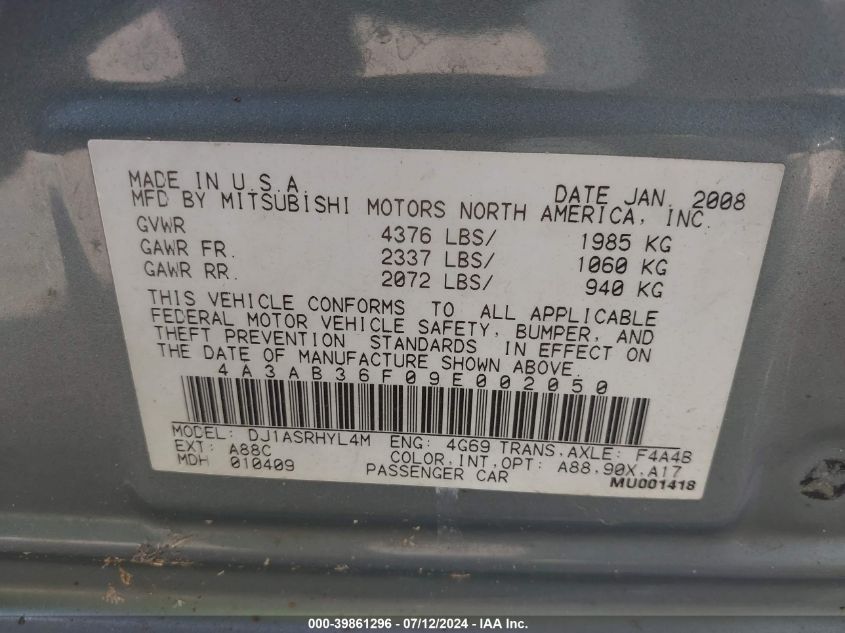 MADE IN U.S.A DATE JAN. 2008
MFD BY MITSUBISHI MOTORS NORTH AMERICA, INC.
GVWR 4376 LBS/ 1985 KG
GAWR FR. 2337 LBS/ 1060 KG
GAWR RR. 2072 LBS/ 940 KG
THIS VEHICLE CONFORMS TO ALL APPLICABLE
FEDERAL MOTOR VEHICLE SAFETY, BUMPER, AND
THEFT PREVENTION STANDARDS IN EFFECT ON
THE DATE OF MANUFACTURE SHOWN ABOVE.
4A3AB36F09E002050
MODEL: DJ1ASRHYL4M ENG: 4G69 TRANS.AXLE: F4A4B
EXT: A88C COLOR.INT.OPT: A88.90X.A17
MDH 010409 PASSENGER CAR
MU001418
000-39861296 - 07/12/2024 - IAA Inc.